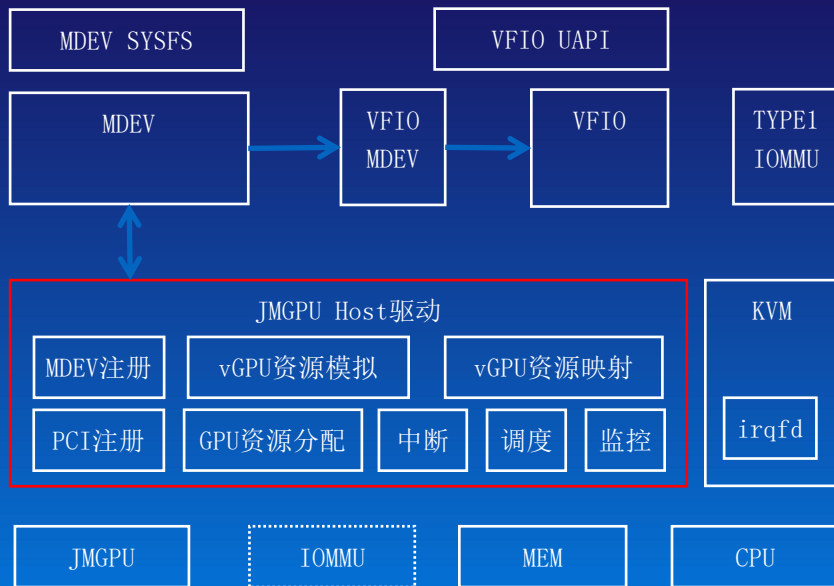 MDEV SYSFS
VFIO UAPI
MDEV
VFIO
MDEV
VFIO
TYPE1
IOMMU
JMGPU Host驱动
KVM
MDEV注册
vGPU资源模拟
vGPU资源映射
PCI注册
GPU资源分配
中断
调度
监控
irqfd
JMGPU
IOMMU
MEM
CPU